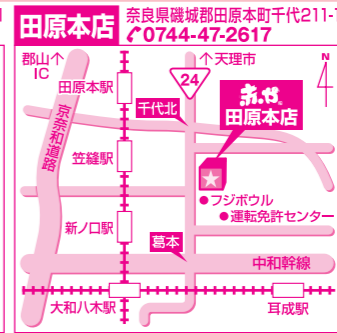 田原本店
奈良県磯城郡田原本町千代211-1
0744-47-2617
郡山
IC
天理市
4
24
田原本駅
千代北
田原本店
京奈和道路
笠縫駅
フジボウル
運転免許センター
新ノ口駅
葛本
中和幹線
大和八木駅
耳成駅